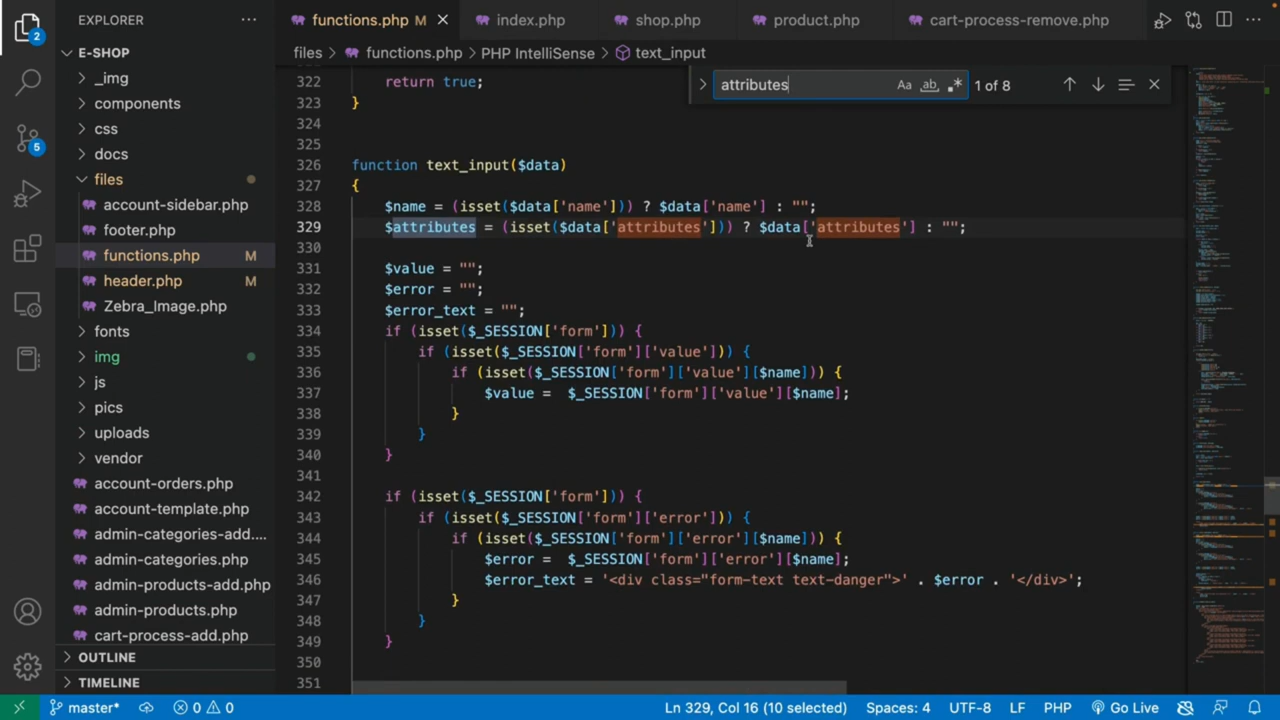 2
EXPLORER
functions.php M
index.php
shop.php
product.php
cart-process-remove.php
E-SHOP
files > functions.php > PHP IntelliSense > text_input
attributes
Aa ab .* 1 of 8
_img
components
css
docs
files
account-sidebar.php
footer.php
functions.php M
header.php M
Zebra_Image.php
fonts
img
js
pics
uploads
vendor
account-orders.php
account-template.php
admin-categories-add....
admin-categories.php
admin-products-add.php
admin-products.php
cart-process-add.php
OUTLINE
TIMELINE
5
322 return true;
323 }
324
325
326 function text_input($data)
327 {
328 $name = (isset($data['name'])) ? $data['name'] : "";
329 $attributes = (isset($data['attributes'])) ? $data['attributes'] : "";
330
331 $value = "";
332 $error = "";
333 $error_text = "";
334 if (isset($_SESSION['form'])) {
335 if (isset($_SESSION['form']['value'])) {
336 if (isset($_SESSION['form']['value'][$name])) {
337 $value = $_SESSION['form']['value'][$name];
338 }
339 }
340 }
341
342 if (isset($_SESSION['form'])) {
343 if (isset($_SESSION['form']['error'])) {
344 if (isset($_SESSION['form']['error'][$name])) {
345 $error = $_SESSION['form']['error'][$name];
346 $error_text = '<div class="form-text text-danger">' . $error . '</div>';
347 }
348 }
349 }
350
351
master* 0 0 Ln 329, Col 16 (10 selected) Spaces: 4 UTF-8 LF PHP Go Live